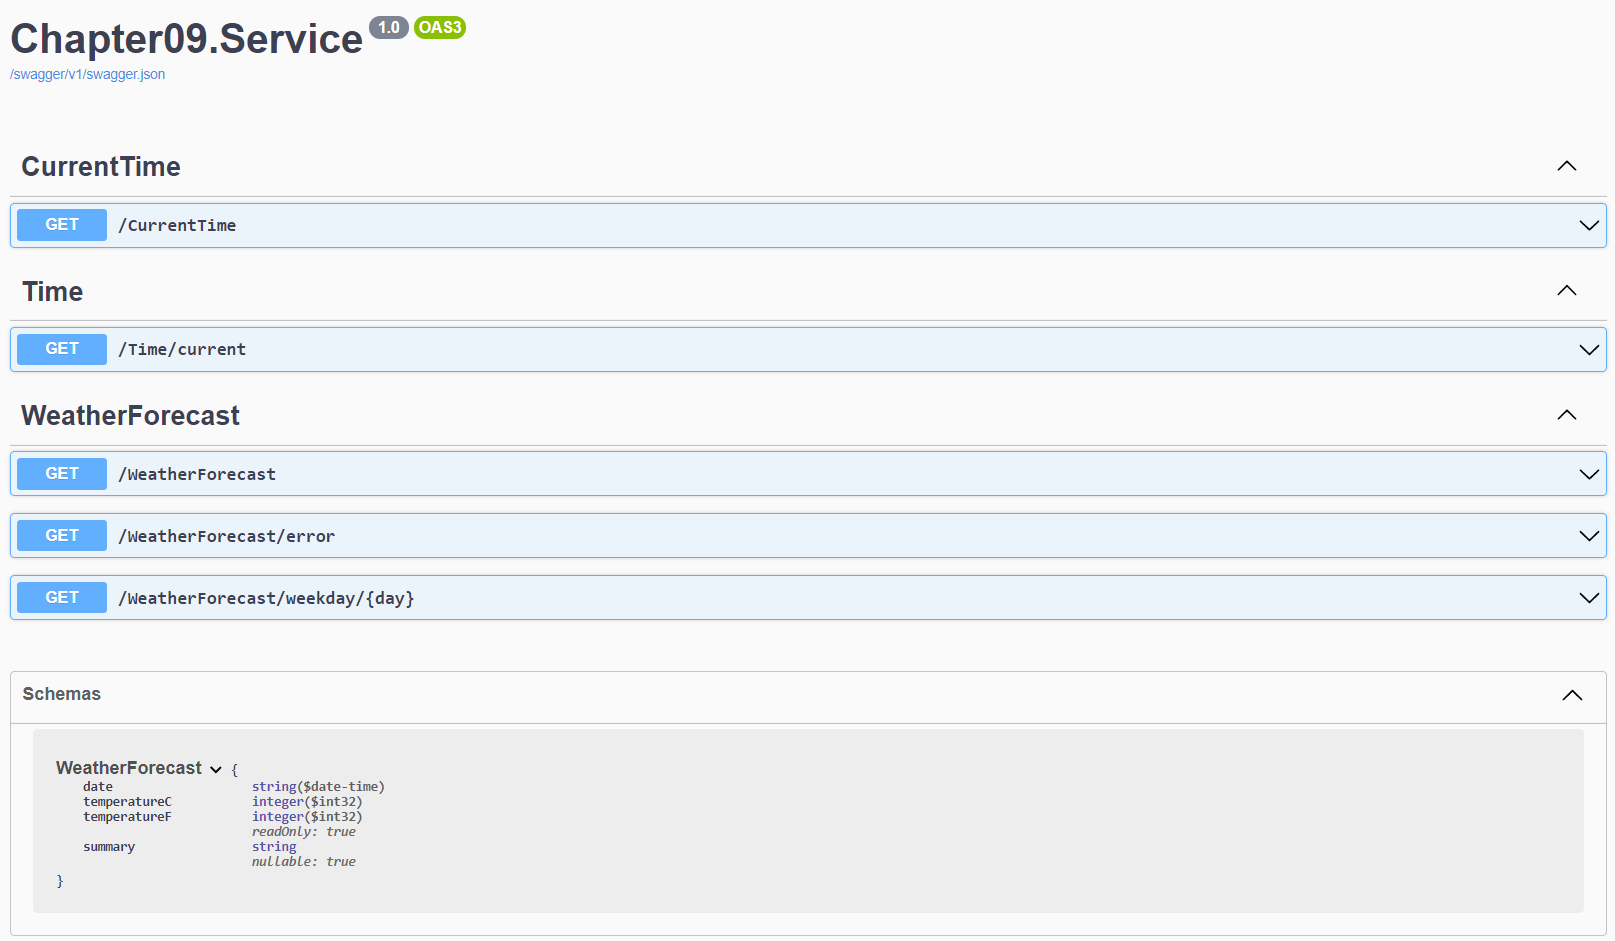 Chapter09.Service 1.0 OAS3
/swagger/v1/swagger.json
CurrentTime
GET /CurrentTime
Time
GET /Time/current
WeatherForecast
GET /WeatherForecast
GET /WeatherForecast/error
GET /WeatherForecast/weekday/{day}
Schemas
WeatherForecast {
date string($date-time)
temperatureC integer($int32)
temperatureF integer($int32)
readOnly: true
summary string
nullable: true
}